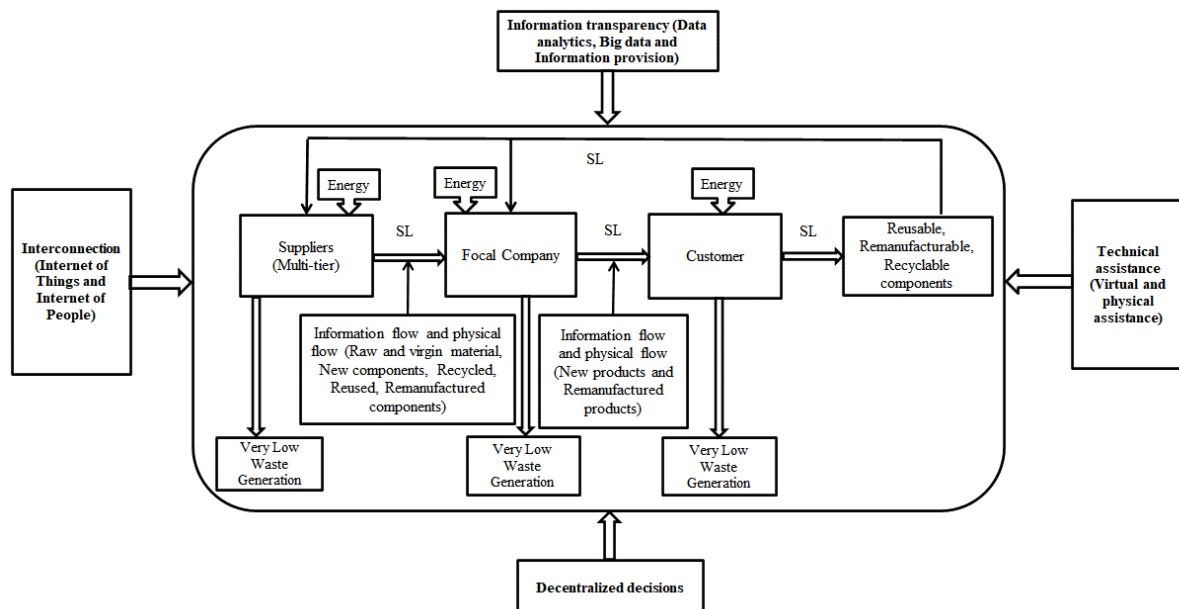 Information transparency (Data
analytics, Big data and
Information provision)
SL
Energy
Energy
Energy
Interconnection
(Internet of
Things and
Internet of
People)
Suppliers
(Multi-tier)
SL
Focal Company
SL
Customer
SL
Reusable,
Remanufacturable,
Recyclable
components
Technical
assistance
(Virtual and
physical
assistance)
Information flow and physical
flow (Raw and virgin material,
New components, Recycled,
Reused, Remanufactured
components)
Information flow
and physical flow
(New products and
Remanufactured
products)
Very Low
Waste
Generation
Very Low
Waste
Generation
Very Low
Waste
Generation
Decentralized decisions